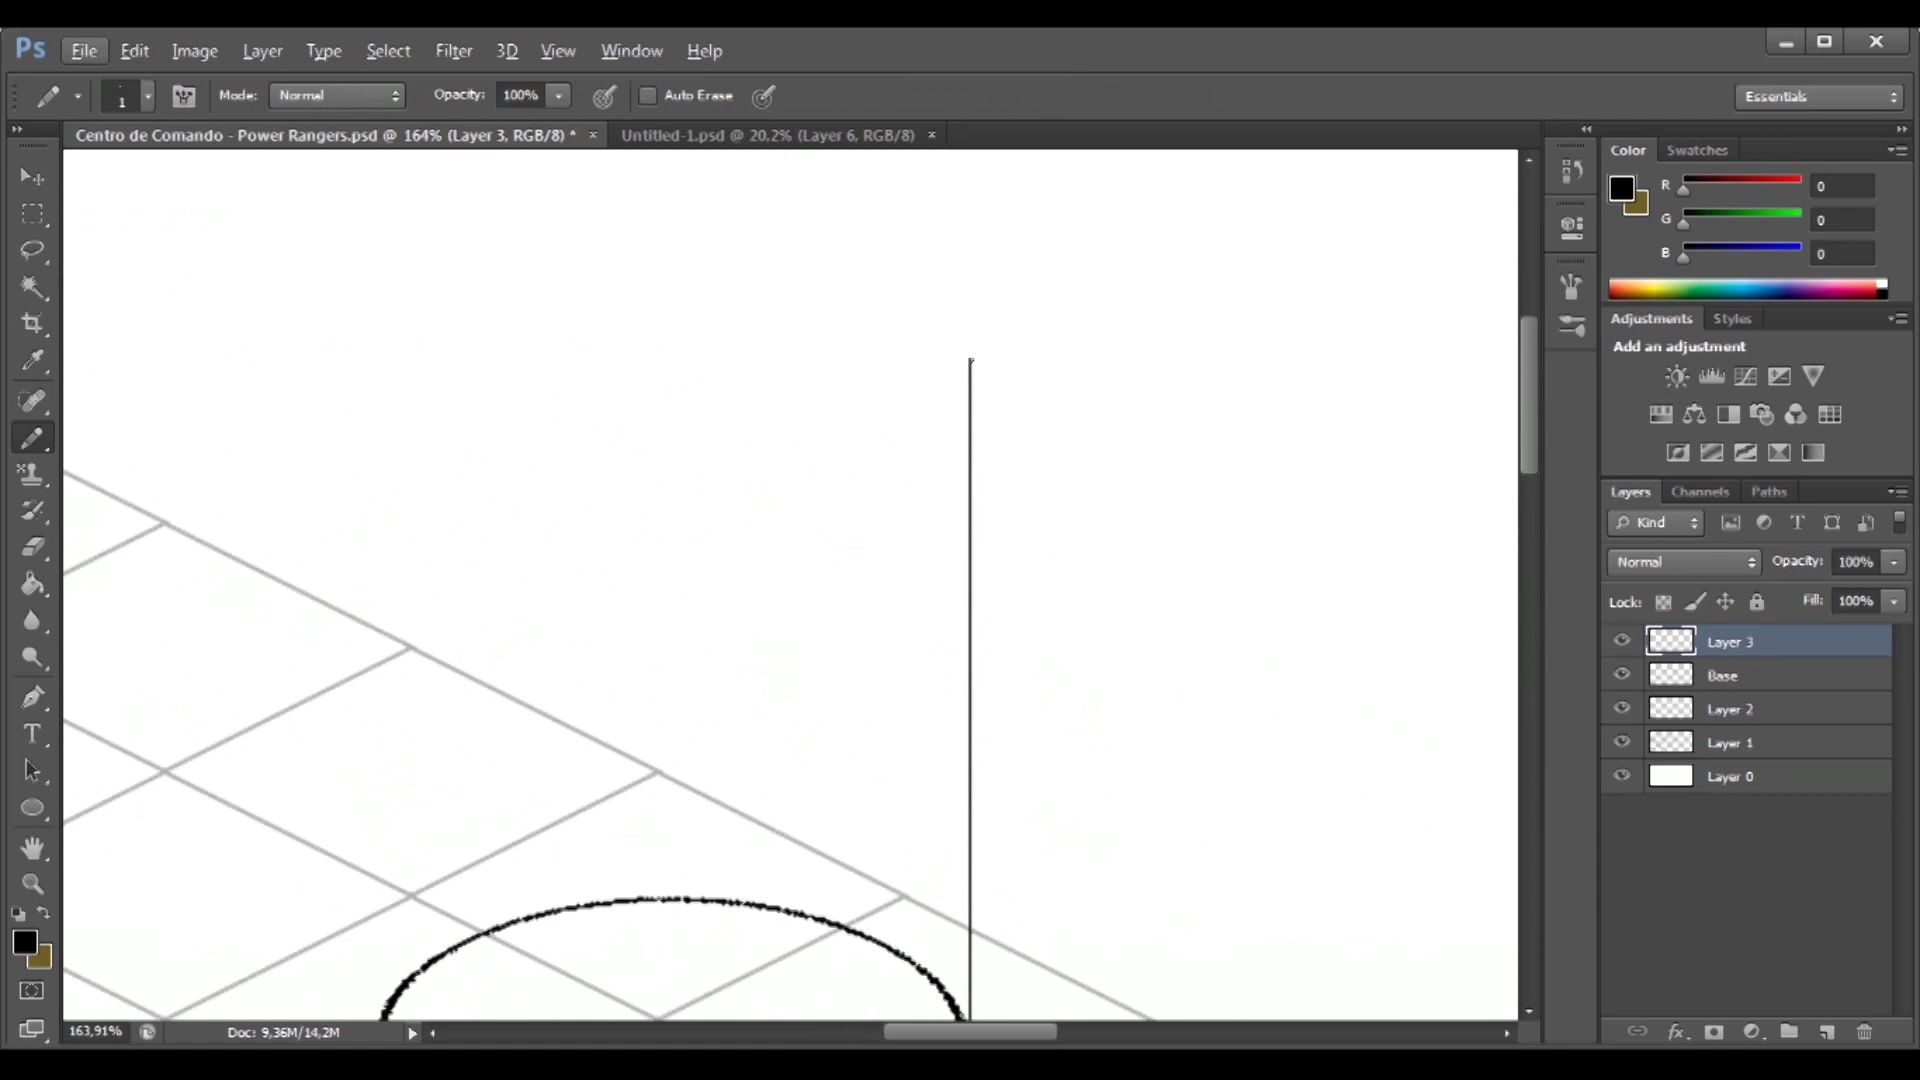 Ps File Edit Image Layer Type Select Filter 3D View Window Help
1 Mode: Normal Opacity: 100% Auto Erase Essentials
Centro de Comando - Power Rangers.psd @ 164% (Layer 3, RGB/8) * × Untitled-1.psd @ 20,2% (Layer 6, RGB/8) ×
Color Swatches
R 0
G 0
B 0
Adjustments Styles
Add an adjustment
Layers Channels Paths
Kind
Normal Opacity: 100%
Lock: Fill: 100%
Layer 3
Base
Layer 2
Layer 1
Layer 0
163,91% Doc: 9,36M/14,2M